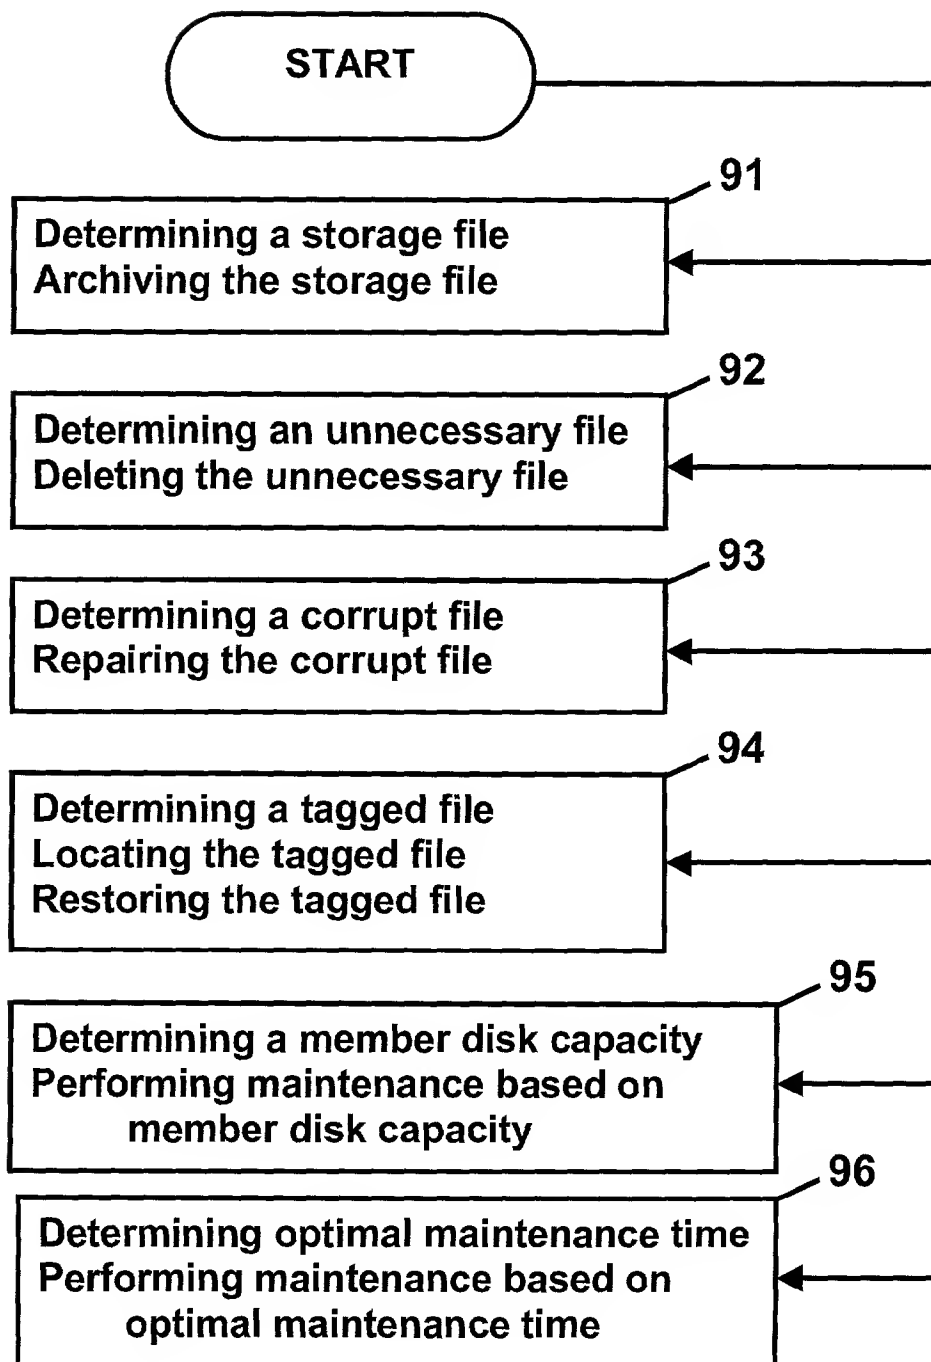 START
91
Determining a storage file
Archiving the storage file
92
Determining an unnecessary file
Deleting the unnecessary file
93
Determining a corrupt file
Repairing the corrupt file
94
Determining a tagged file
Locating the tagged file
Restoring the tagged file
95
Determining a member disk capacity
Performing maintenance based on
member disk capacity
96
Determining optimal maintenance time
Performing maintenance based on
optimal maintenance time